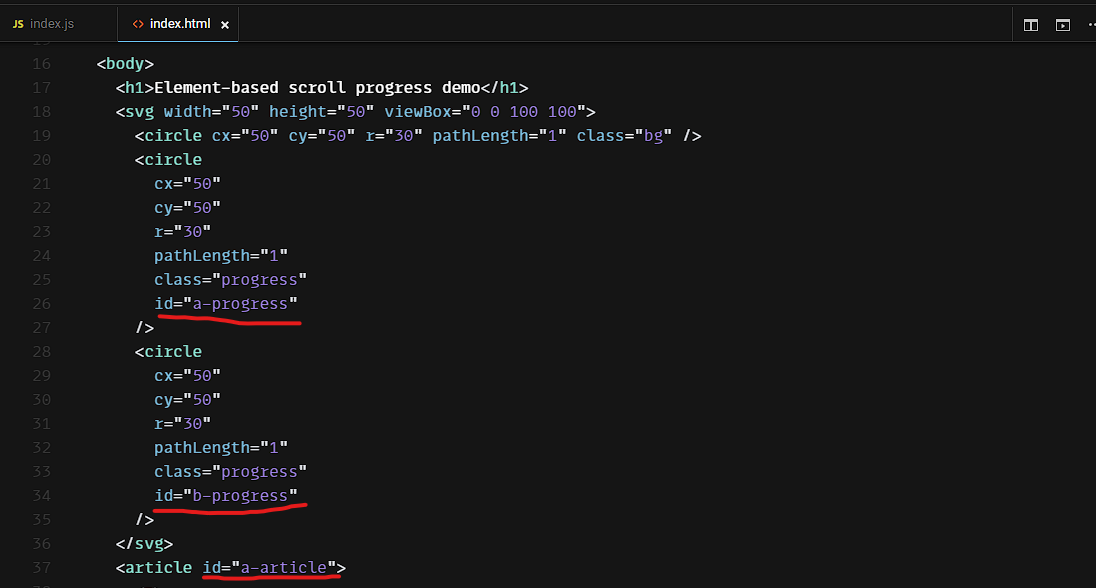 JS index.js
<> index.html ×
16 <body>
17 <h1>Element-based scroll progress demo</h1>
18 <svg width="50" height="50" viewBox="0 0 100 100">
19 <circle cx="50" cy="50" r="30" pathLength="1" class="bg" />
20 <circle
21 cx="50"
22 cy="50"
23 r="30"
24 pathLength="1"
25 class="progress"
26 id="a-progress"
27 />
28 <circle
29 cx="50"
30 cy="50"
31 r="30"
32 pathLength="1"
33 class="progress"
34 id="b-progress"
35 />
36 </svg>
37 <article id="a-article">